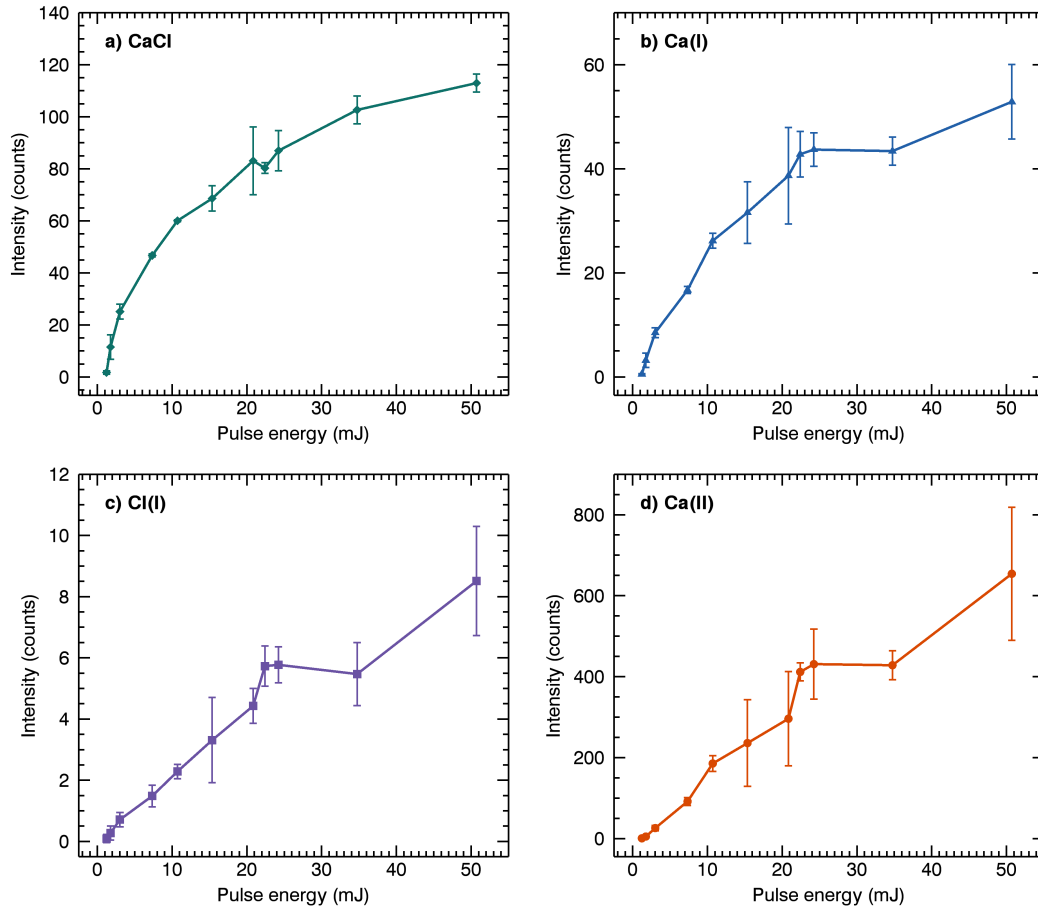 a) CaCl
Intensity (counts)
140
120
100
80
60
40
20
0
0 10 20 30 40 50
Pulse energy (mJ)
b) Ca(I)
Intensity (counts)
60
40
20
0
0 10 20 30 40 50
Pulse energy (mJ)
c) Cl(I)
Intensity (counts)
12
10
8
6
4
2
0
0 10 20 30 40 50
Pulse energy (mJ)
d) Ca(II)
Intensity (counts)
800
600
400
200
0
0 10 20 30 40 50
Pulse energy (mJ)